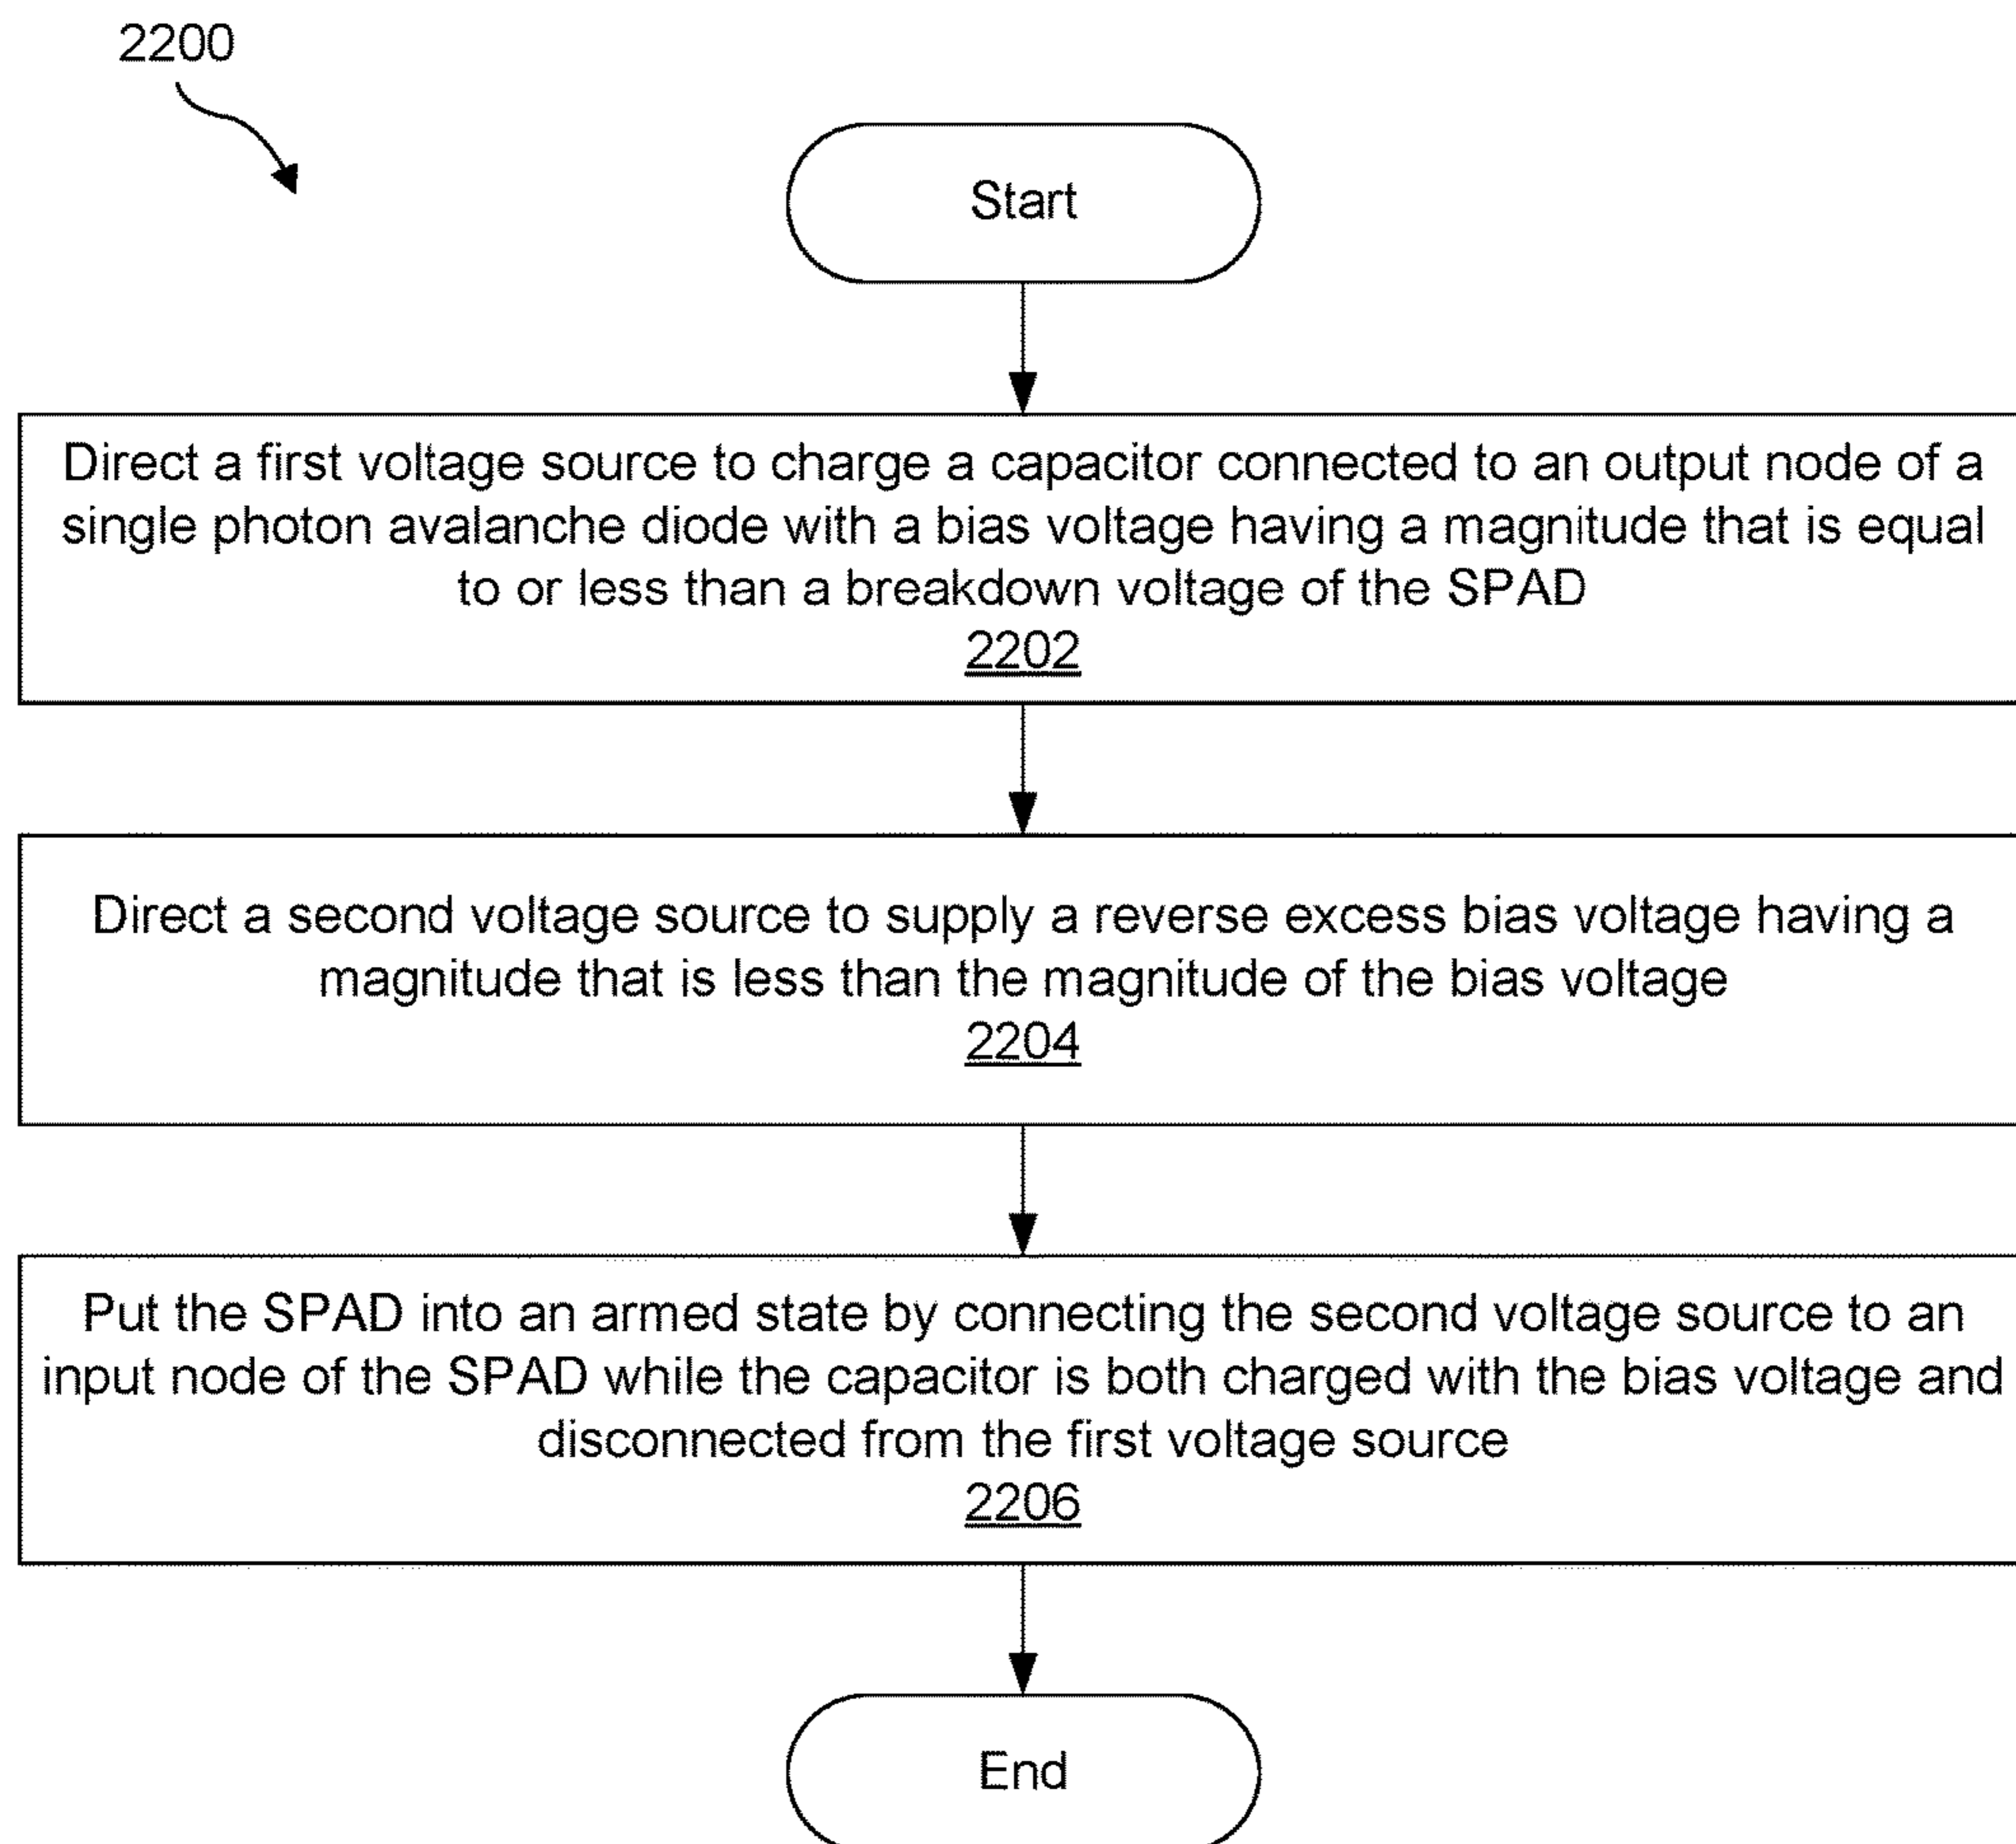 2200
Start
Direct a first voltage source to charge a capacitor connected to an output node of a
single photon avalanche diode with a bias voltage having a magnitude that is equal
to or less than a breakdown voltage of the SPAD
2202
Direct a second voltage source to supply a reverse excess bias voltage having a
magnitude that is less than the magnitude of the bias voltage
2204
Put the SPAD into an armed state by connecting the second voltage source to an
input node of the SPAD while the capacitor is both charged with the bias voltage and
disconnected from the first voltage source
2206
End